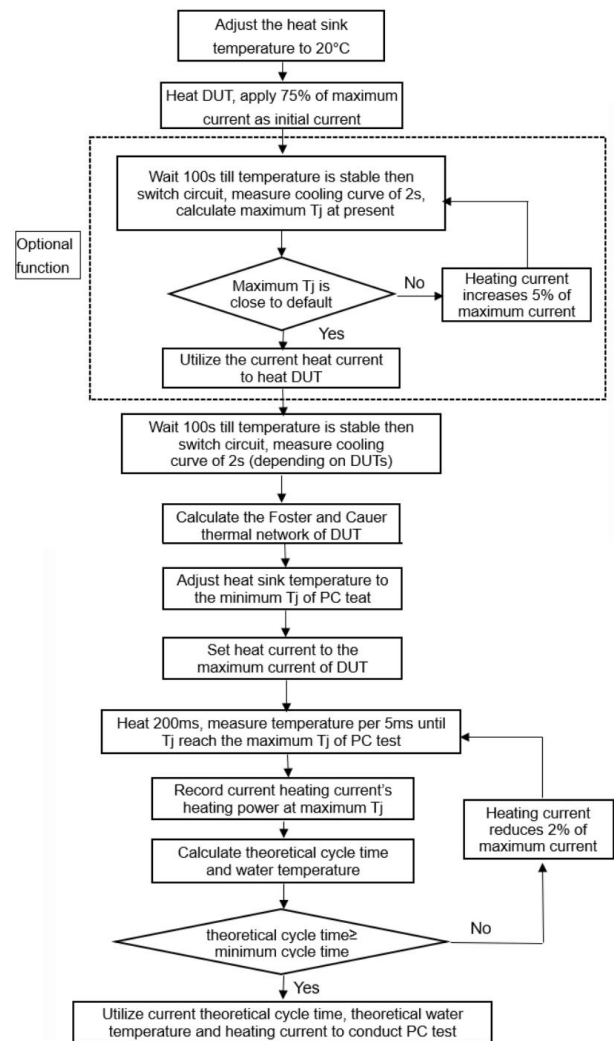 Adjust the heat sink
temperature to 20°C
Heat DUT, apply 75% of maximum
current as initial current
Wait 100s till temperature is stable then
switch circuit, measure cooling curve of 2s,
calculate maximum Tj at present
Optional
function
Maximum Tj is
close to default
No
Heating current
increases 5% of
maximum current
Yes
Utilize the current heat current
to heat DUT
Wait 100s till temperature is stable then
switch circuit, measure cooling
curve of 2s (depending on DUTs)
Calculate the Foster and Cauer
thermal network of DUT
Adjust heat sink temperature to
the minimum Tj of PC teat
Set heat current to the
maximum current of DUT
Heat 200ms, measure temperature per 5ms until
Tj reach the maximum Tj of PC test
Record current heating current's
heating power at maximum Tj
Heating current
reduces 2% of
maximum current
Calculate theoretical cycle time
and water temperature
theoretical cycle time≥
minimum cycle time
No
Yes
Utilize current theoretical cycle time, theoretical water
temperature and heating current to conduct PC test